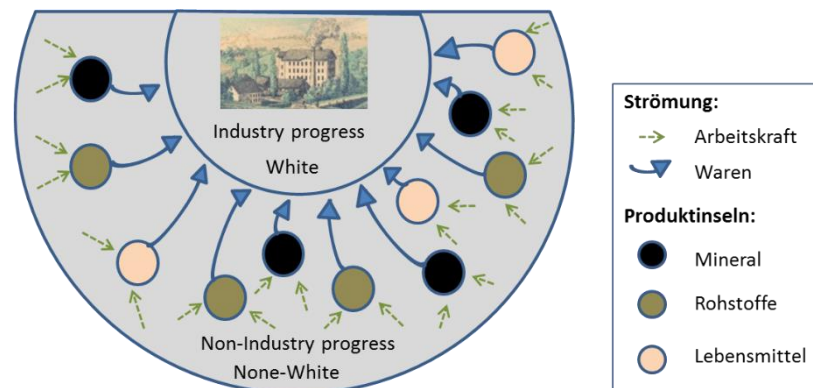 Industry progress
White
Non-Industry progress
None-White
Strömung:
Arbeitskraft
Waren
Produktinseln:
Mineral
Rohstoffe
Lebensmittel